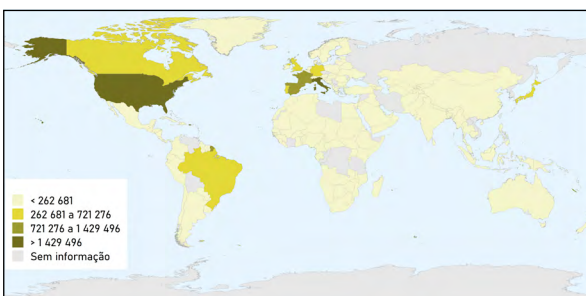 < 262 681
262 681 a 721 276
721 276 a 1 429 496
> 1 429 496
Sem informação